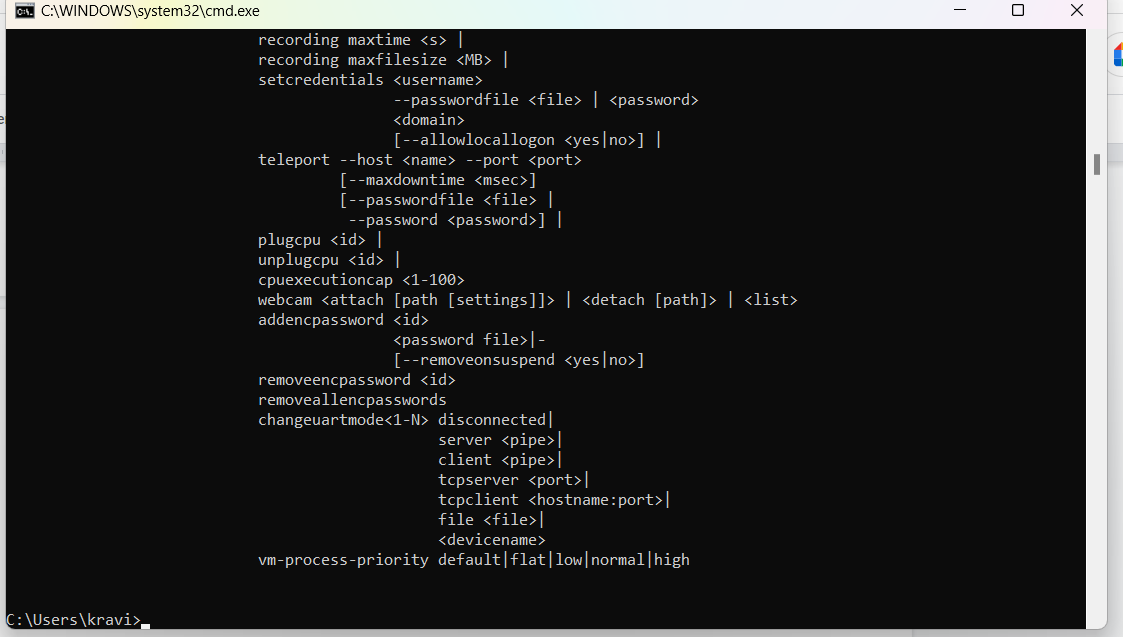 C:\WINDOWS\system32\cmd.exe
recording maxtime <s> |
recording maxfilesize <MB> |
setcredentials <username>
--passwordfile <file> | <password>
<domain>
[--allowlocallogon <yes|no>] |
teleport --host <name> --port <port>
[--maxdowntime <msec>]
[--passwordfile <file> |
--password <password>] |
plugcpu <id> |
unplugcpu <id> |
cpuexecutioncap <1-100>
webcam <attach [path [settings]]> | <detach [path]> | <list>
addencpassword <id>
<password file>|-
[--removeonsuspend <yes|no>]
removeencpassword <id>
removeallencpasswords
changeuartmode<1-N> disconnected|
server <pipe>|
client <pipe>|
tcpserver <port>|
tcpclient <hostname:port>|
file <file>|
<devicename>
vm-process-priority default|flat|low|normal|high
C:\Users\kravi>